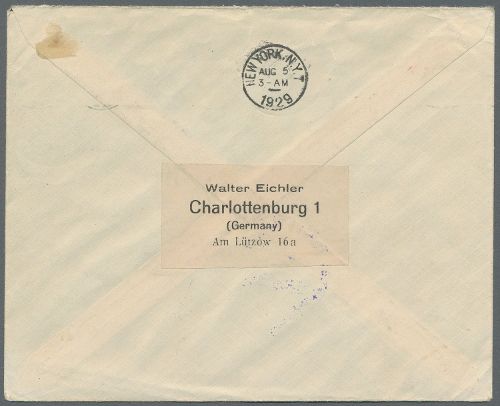 NEW YORK, N.Y.
AUG 5
3-AM
1929
Walter Eichler
Charlottenburg 1
(Germany)
Am Lützow 16a